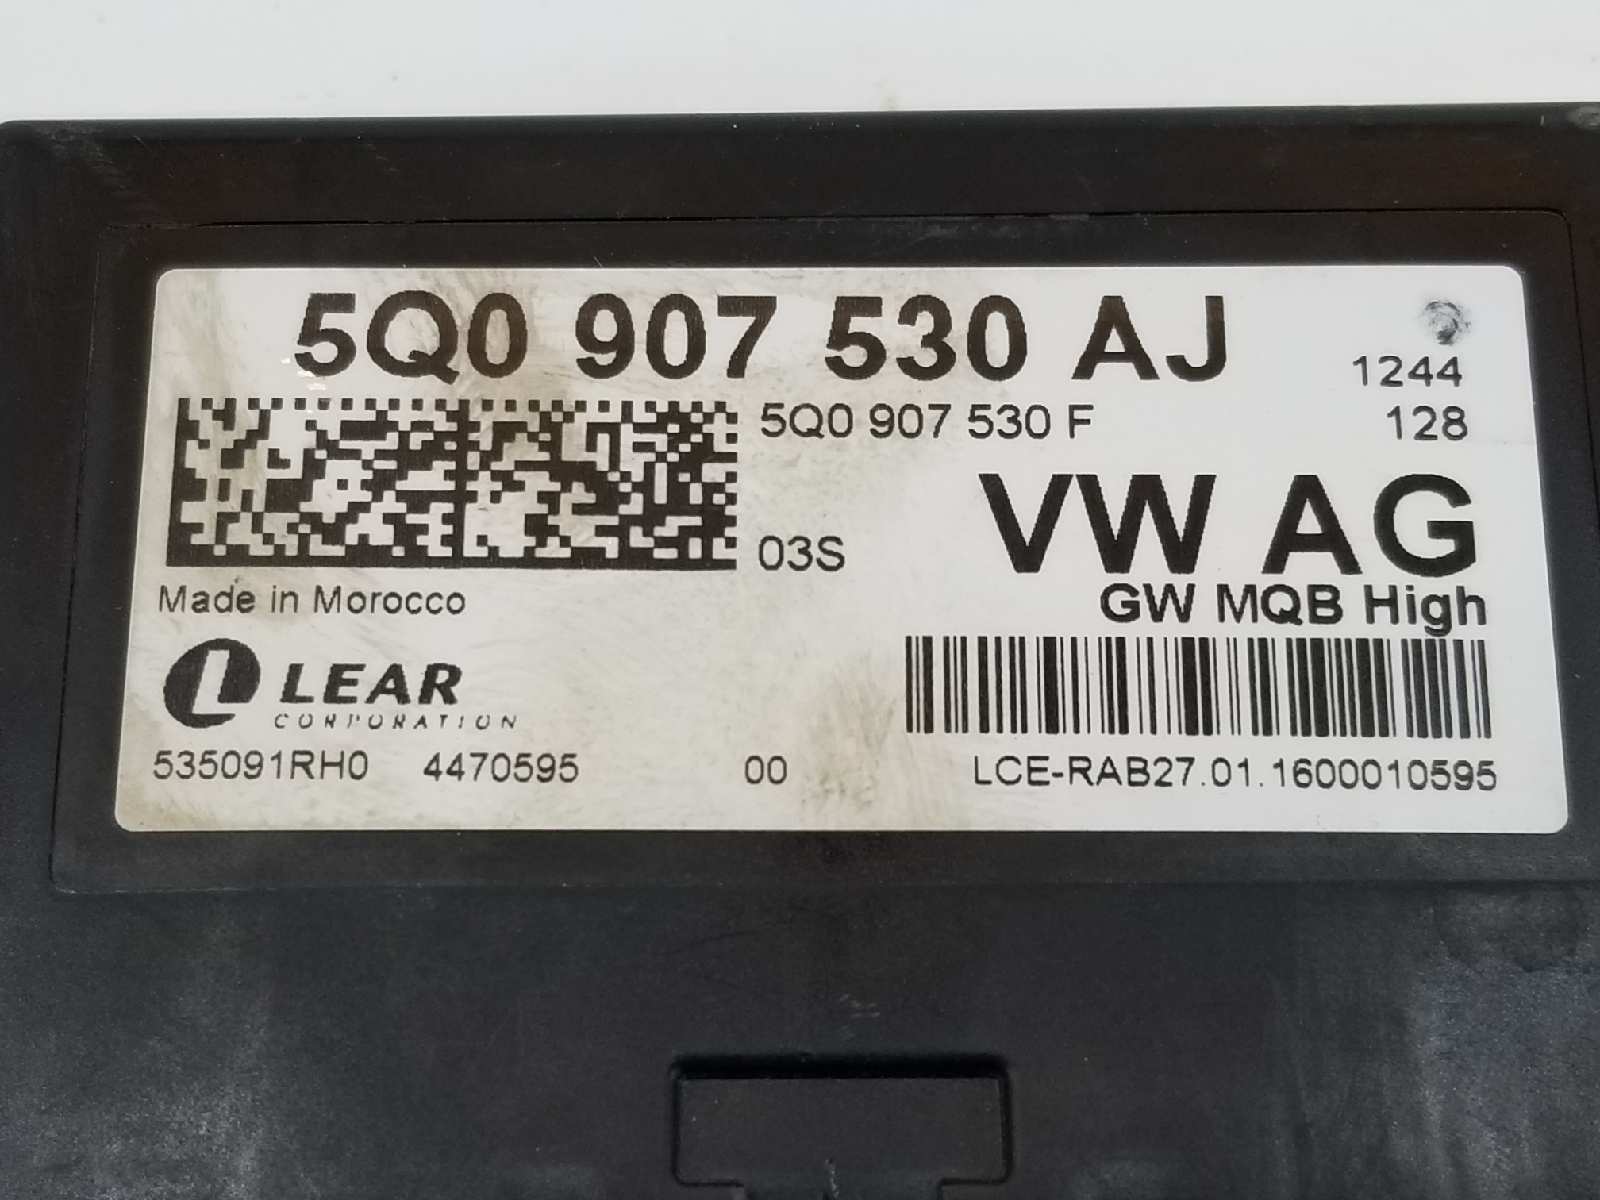 5Q0 907 530 AJ
1244
5Q0 907 530 F
128
VW AG
03S
GW MQB High
Made in Morocco
LEAR
CORPORATION
535091RH0 4470595 00 LCE-RAB27.01.1600010595